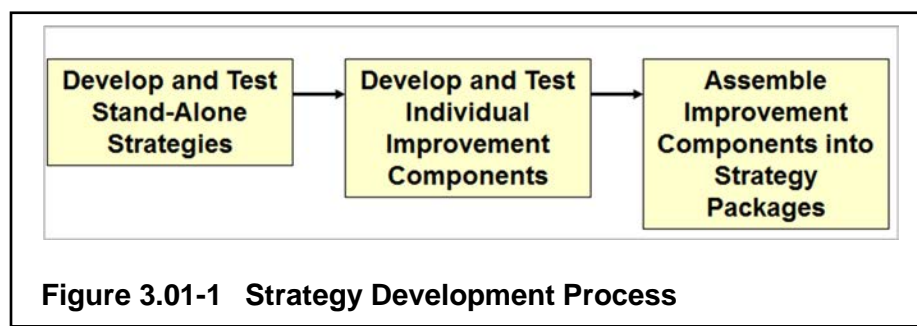 Develop and Test
Stand-Alone
Strategies
Develop and Test
Individual
Improvement
Components
Assemble
Improvement
Components into
Strategy
Packages
Figure 3.01-1 Strategy Development Process